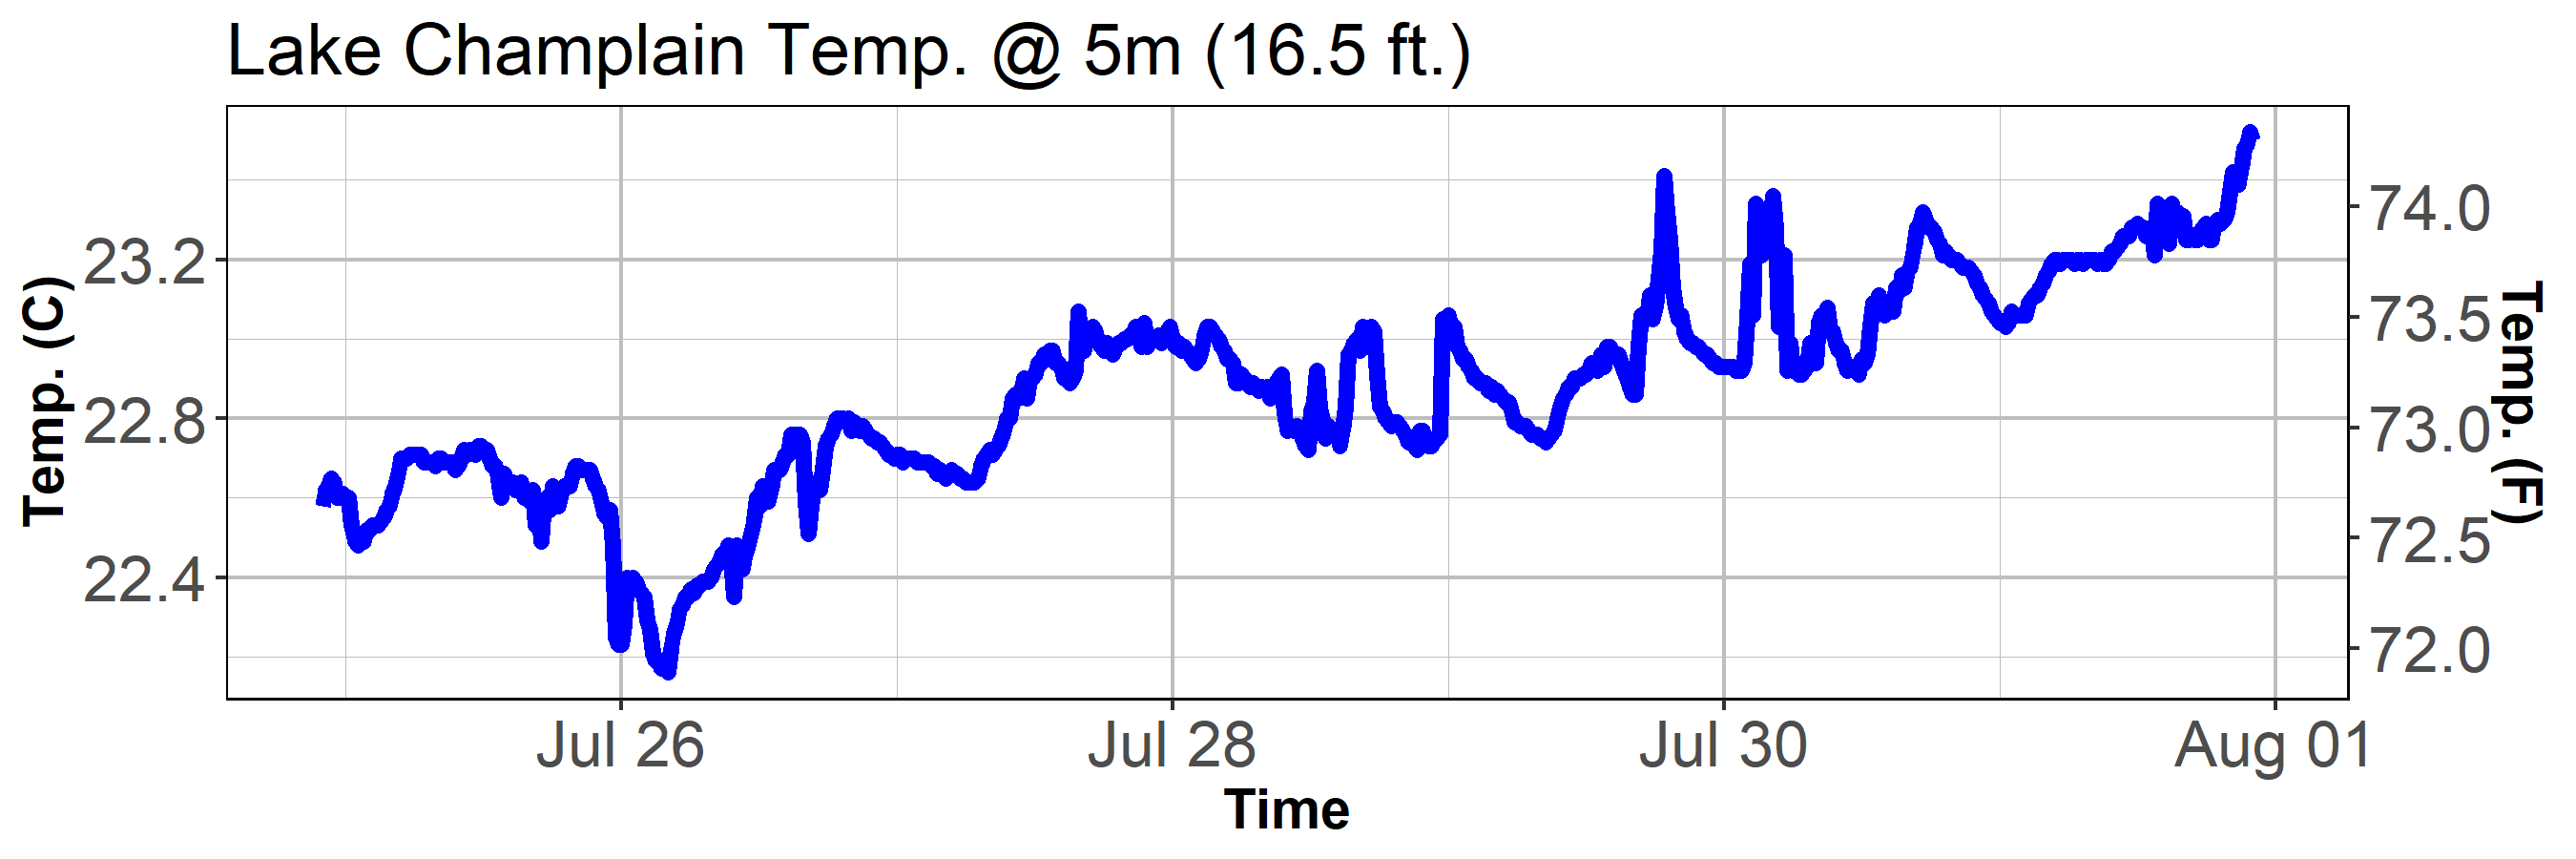 Lake Champlain Temp. @ 5m (16.5 ft.)
Temp. (C)
23.2
22.8
22.4
74.0
73.5
73.0
72.5
72.0
Temp. (F)
Jul 26
Jul 28
Jul 30
Aug 01
Time